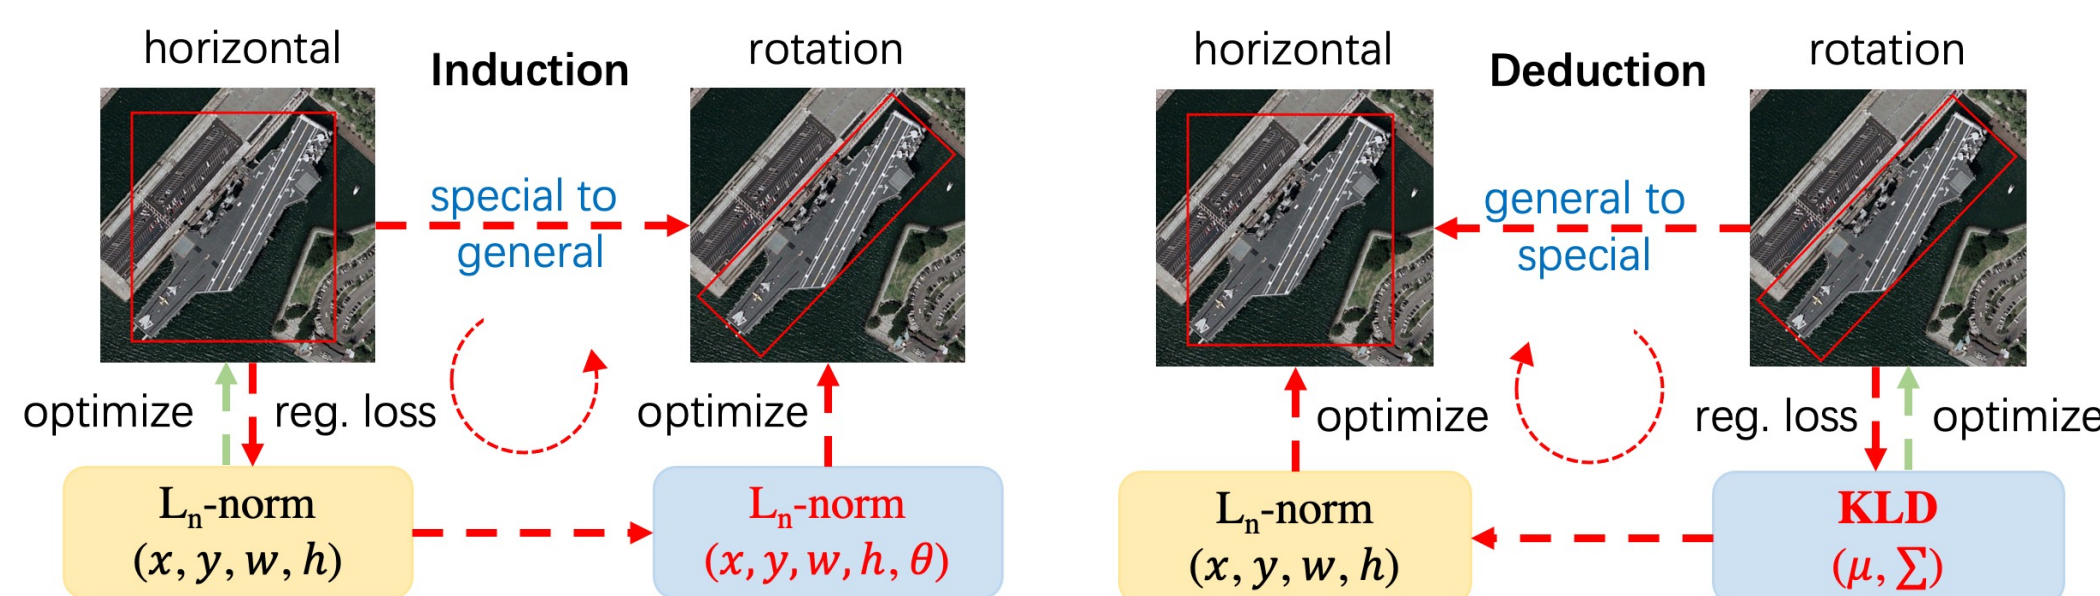 horizontal
Induction
rotation
special to
general
optimize
reg. loss
optimize
Lₙ-norm
(x, y, w, h)
Lₙ-norm
(x, y, w, h, θ)
horizontal
Deduction
rotation
general to
special
optimize
reg. loss
optimize
Lₙ-norm
(x, y, w, h)
KLD
(μ, Σ)